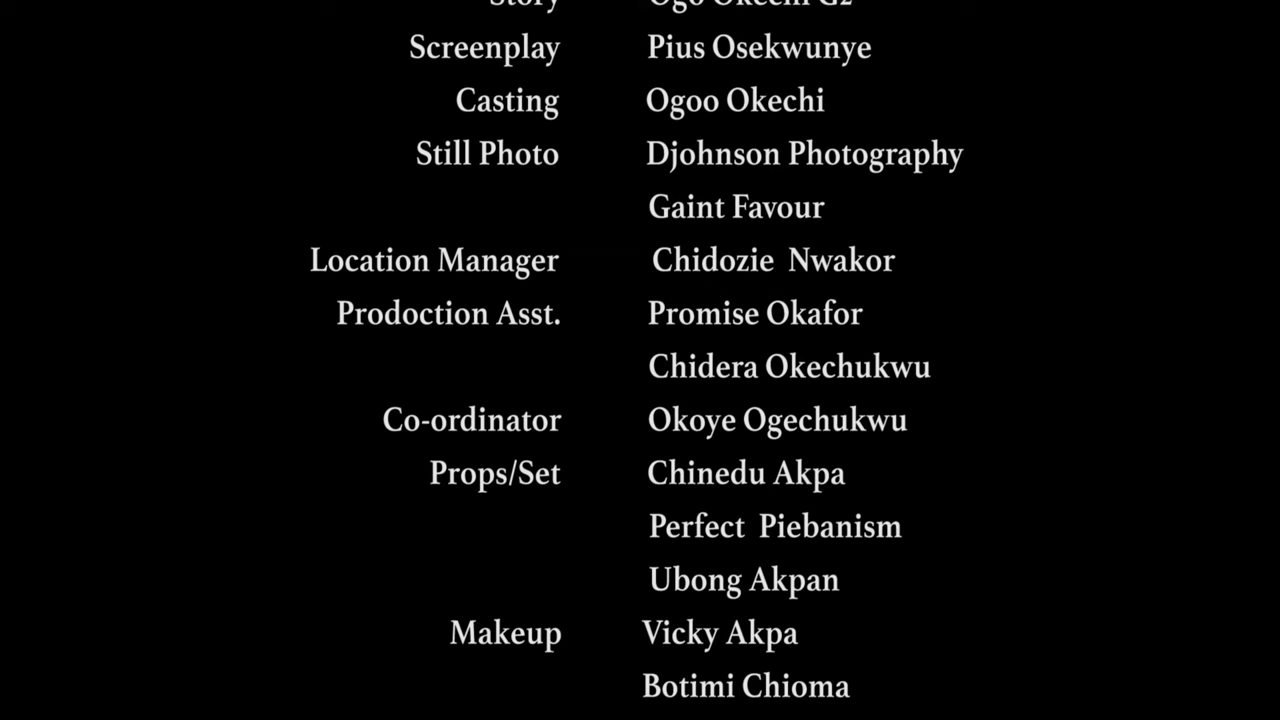 Story Ogo Okechi G2
Screenplay Pius Osekwunye
Casting Ogoo Okechi
Still Photo Djohnson Photography
Gaint Favour
Location Manager Chidozie Nwakor
Prodoction Asst. Promise Okafor
Chidera Okechukwu
Co-ordinator Okoye Ogechukwu
Props/Set Chinedu Akpa
Perfect Piebanism
Ubong Akpan
Makeup Vicky Akpa
Botimi Chioma